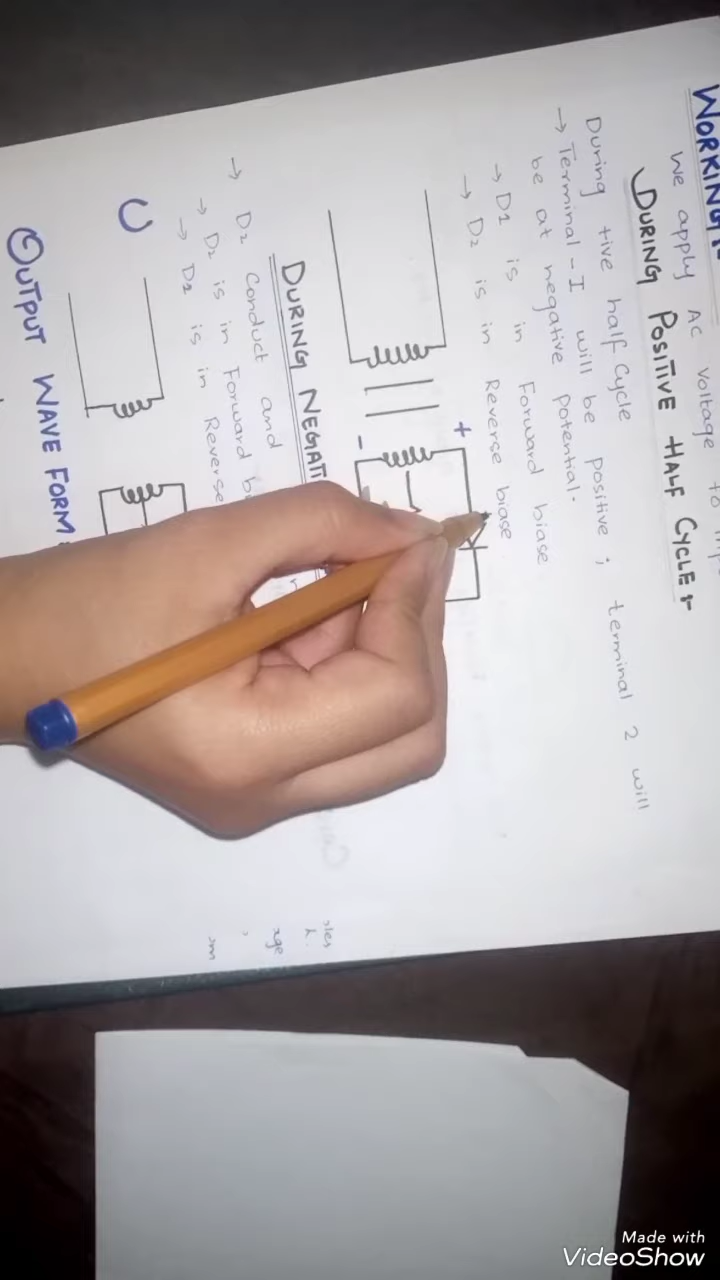 WORKING
We apply AC voltage to inp
DURING POSITIVE HALF CYCLE:-
During +ive half Cycle
→ Terminal - I will be positive ; terminal 2 will
be at negative potential.
→ D1 is in Forward biase
→ D2 is in Reverse biase
+
-
DURING NEGATI
→ D2 Conduct and
→ D2 is in Forward b
→ D1 is in Reverse
OUTPUT WAVE FORM:
Made with
VideoShow